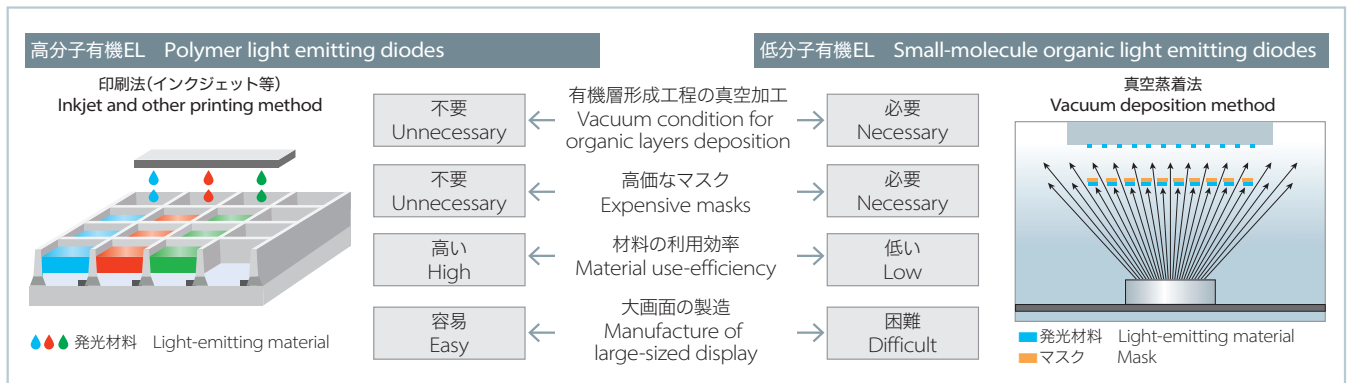 高分子有機EL Polymer light emitting diodes
低分子有機EL Small-molecule organic light emitting diodes
印刷法(インクジェット等)
Inkjet and other printing method
発光材料 Light-emitting material
不要
Unnecessary
有機層形成工程の真空加工
Vacuum condition for
organic layers deposition
必要
Necessary
不要
Unnecessary
高価なマスク
Expensive masks
必要
Necessary
高い
High
材料の利用効率
Material use-efficiency
低い
Low
容易
Easy
大画面の製造
Manufacture of
large-sized display
困難
Difficult
真空蒸着法
Vacuum deposition method
発光材料 Light-emitting material
マスク Mask